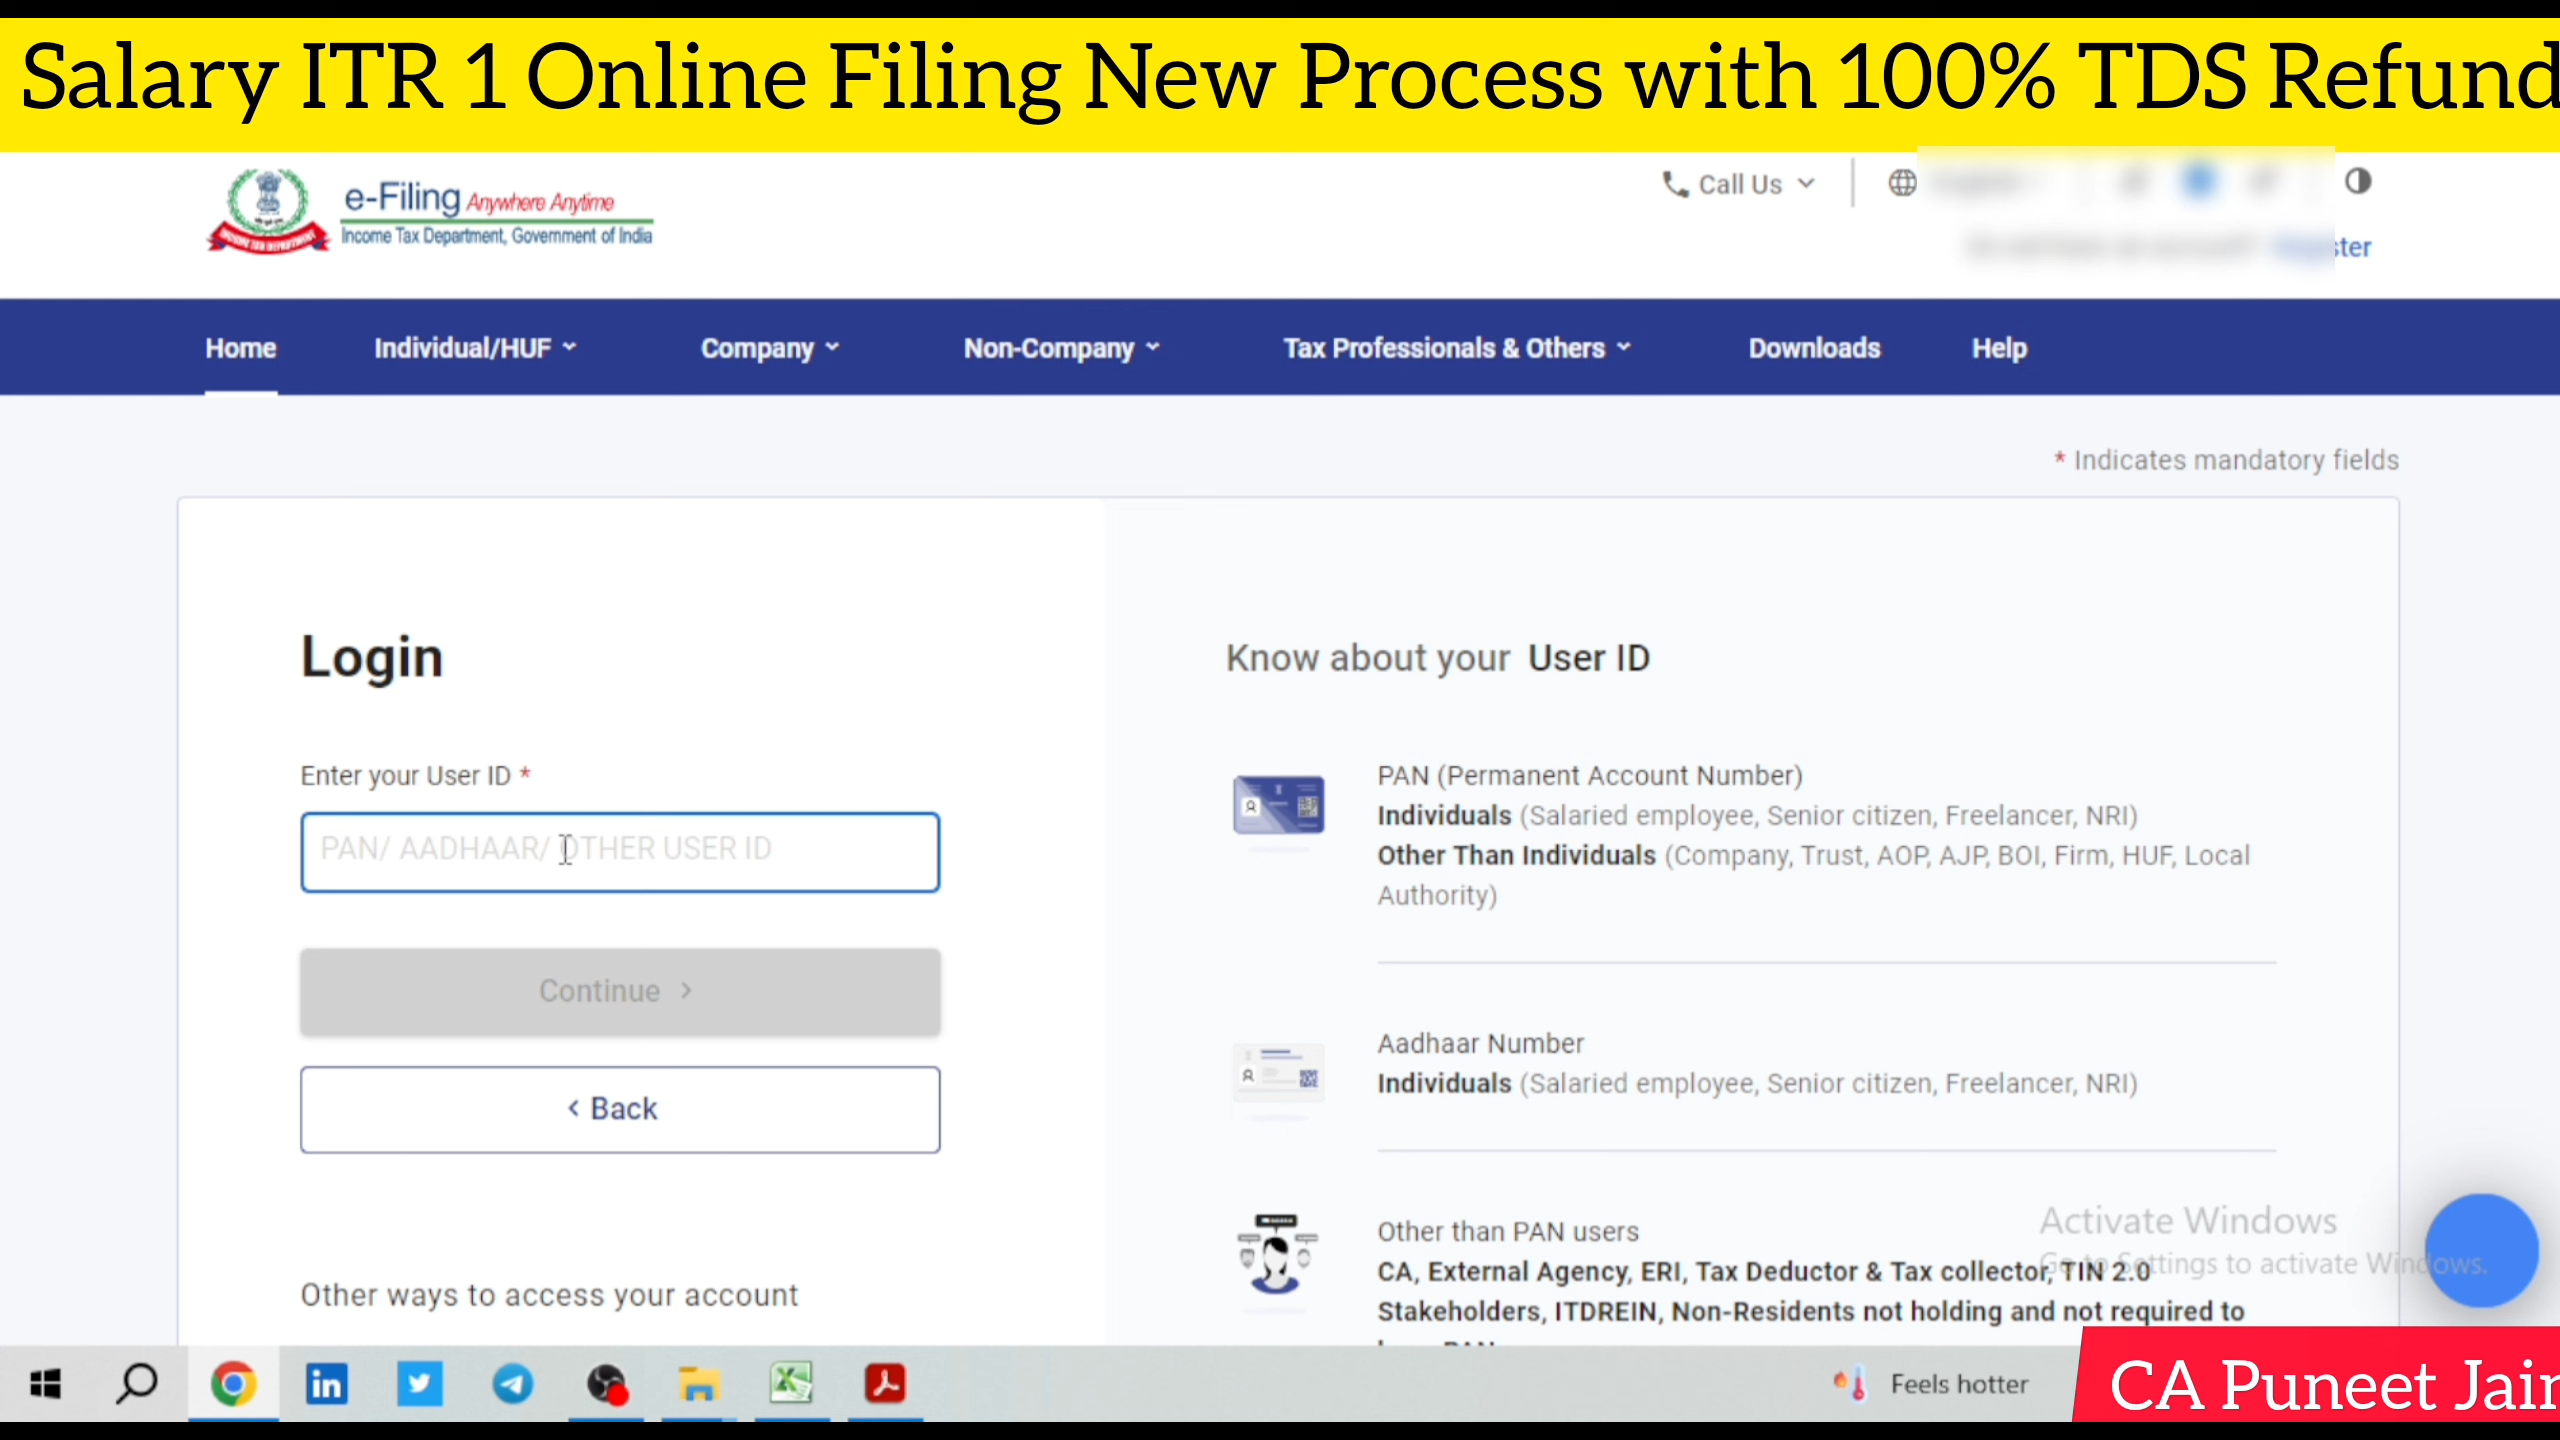 Salary ITR 1 Online Filing New Process with 100% TDS Refund
e-Filing Anywhere Anytime
Income Tax Department, Government of India
Call Us
Home Individual/HUF Company Non-Company Tax Professionals & Others Downloads Help
* Indicates mandatory fields
Login
Enter your User ID *
PAN/ AADHAAR/ OTHER USER ID
Continue >
< Back
Other ways to access your account
Know about your User ID
PAN (Permanent Account Number)
Individuals (Salaried employee, Senior citizen, Freelancer, NRI)
Other Than Individuals (Company, Trust, AOP, AJP, BOI, Firm, HUF, Local
Authority)
Aadhaar Number
Individuals (Salaried employee, Senior citizen, Freelancer, NRI)
Other than PAN users
CA, External Agency, ERI, Tax Deductor & Tax collector, TIN 2.0
Stakeholders, ITDREIN, Non-Residents not holding and not required to
Activate Windows
Go to Settings to activate Windows.
Feels hotter
CA Puneet Jain